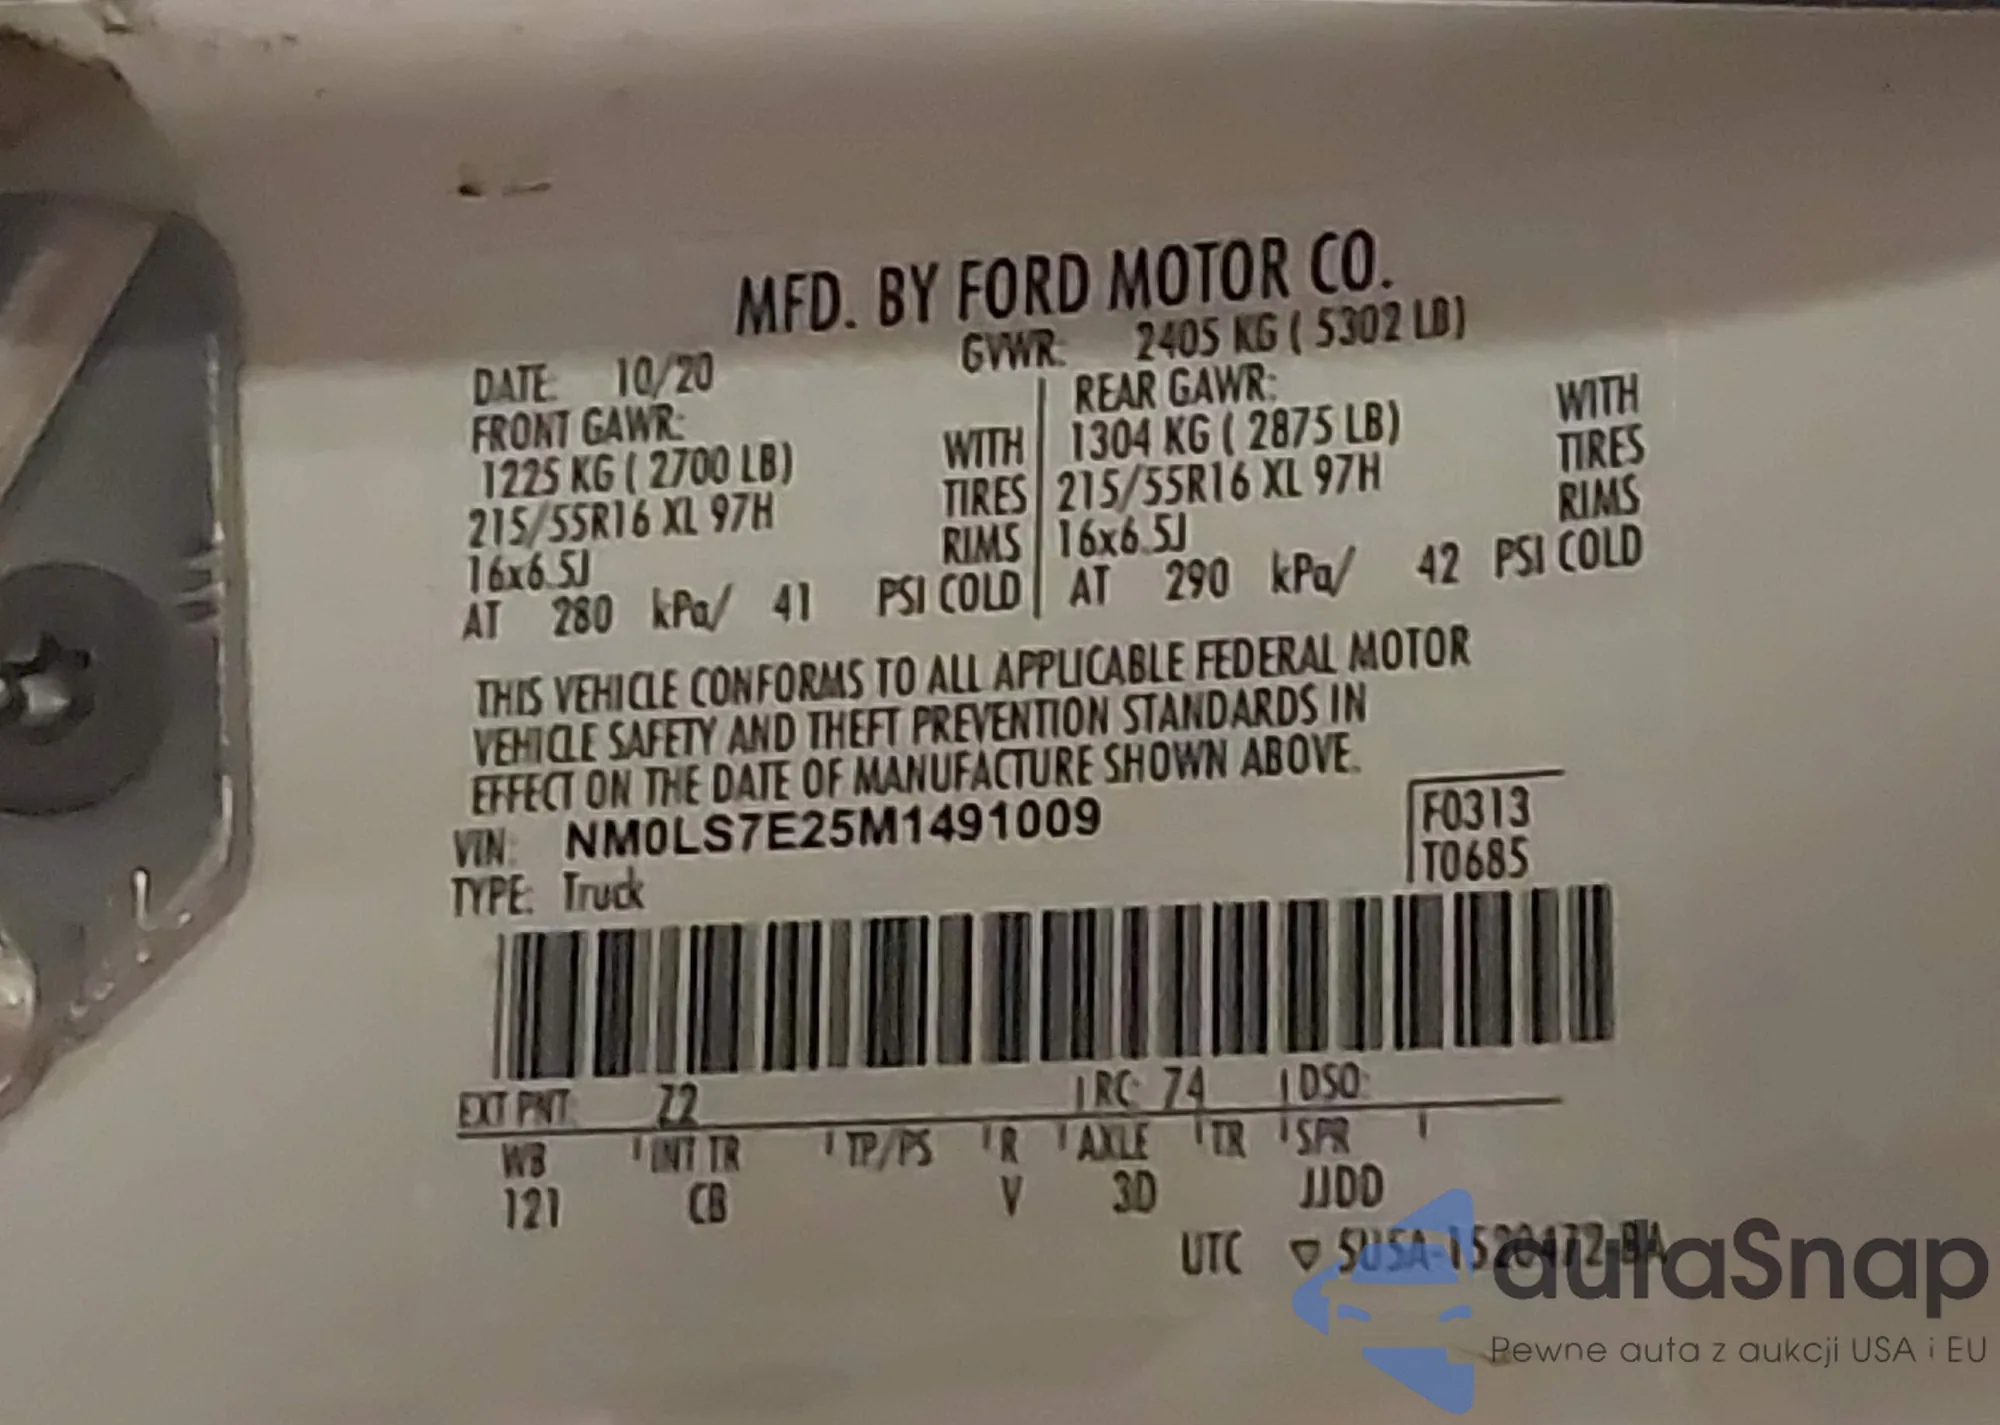 MFD. BY FORD MOTOR CO.
DATE: 10/20 GVWR: 2405 KG ( 5302 LB)
FRONT GAWR: REAR GAWR:
1225 KG ( 2700 LB) WITH 1304 KG ( 2875 LB) WITH
215/55R16 XL 97H TIRES 215/55R16 XL 97H TIRES
16x6.5J RIMS 16x6.5J RIMS
AT 280 kPa/ 41 PSI COLD AT 290 kPa/ 42 PSI COLD
THIS VEHICLE CONFORMS TO ALL APPLICABLE FEDERAL MOTOR
VEHICLE SAFETY AND THEFT PREVENTION STANDARDS IN
EFFECT ON THE DATE OF MANUFACTURE SHOWN ABOVE.
VIN: NM0LS7E25M1491009
F0313
TYPE: Truck
T0685
EXT PNT: Z2 RC: 74 DSO:
WB INT TR TP/PS R AXLE TR SPR
121 CB V 3D JJDD
UTC ▽ 5USA-1520472-BA
autaSnap
Pewne auta z aukcji USA i EU